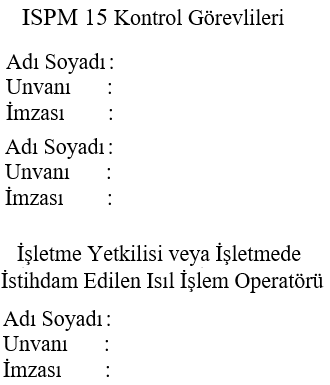 ISPM 15 Kontrol Görevlileri
Adı Soyadı :
Unvanı :
İmzası :
Adı Soyadı :
Unvanı :
İmzası :
İşletme Yetkilisi veya İşletmede
İstihdam Edilen Isıl İşlem Operatörü
Adı Soyadı :
Unvanı :
İmzası :